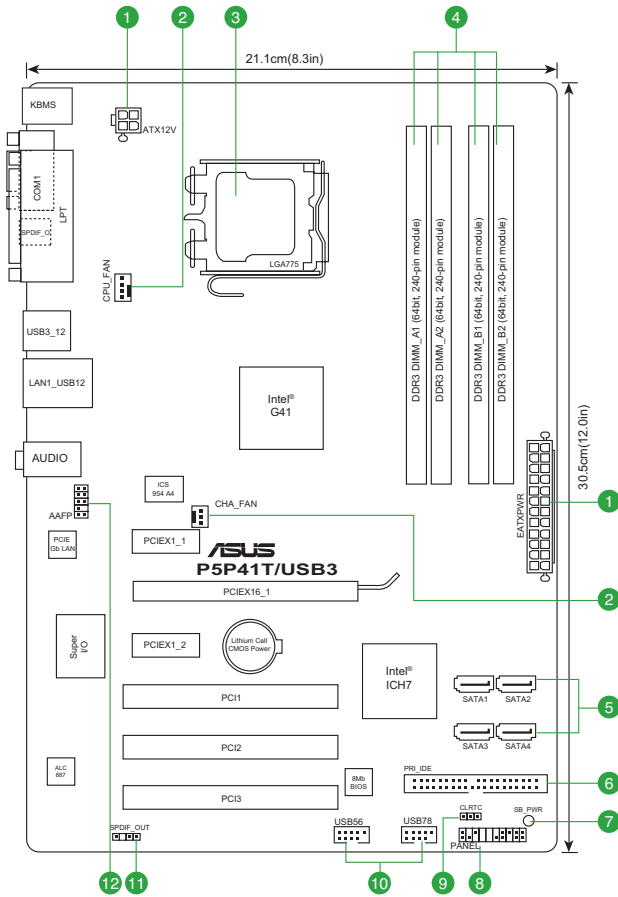 1
2
3
4
21.1cm(8.3in)
KBMS
ATX12V
COM1
LPT
SPDIF_O
CPU_FAN
LGA775
DDR3 DIMM_A1 (64bit, 240-pin module)
DDR3 DIMM_A2 (64bit, 240-pin module)
DDR3 DIMM_B1 (64bit, 240-pin module)
DDR3 DIMM_B2 (64bit, 240-pin module)
USB3_12
LAN1_USB12
Intel®
G41
30.5cm(12.0in)
AUDIO
ICS
954 A4
CHA_FAN
EATXPWR
1
AAFP
PCIE
Gb LAN
PCIEX1_1
ASUS
P5P41T/USB3
PCIEX16_1
2
Super
I/O
PCIEX1_2
Lithium Cell
CMOS Power
Intel®
ICH7
SATA1
SATA2
5
PCI1
PCI2
SATA3
SATA4
ALC
887
8Mb
BIOS
PRI_IDE
6
PCI3
CLRTC
SB_PWR
7
SPDIF_OUT
USB56
USB78
PANEL
12
11
10
9
8